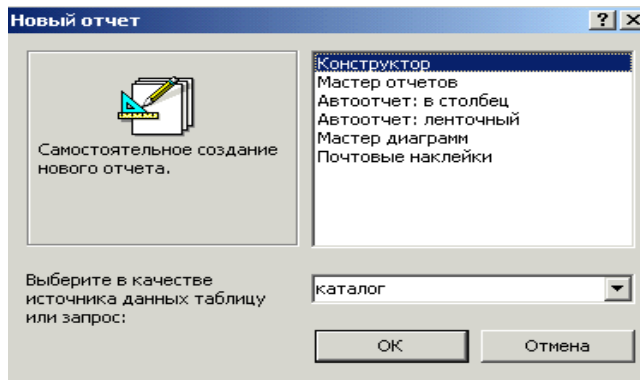 Новый отчет
Самостоятельное создание
нового отчета.
Конструктор
Мастер отчетов
Автоотчет: в столбец
Автоотчет: ленточный
Мастер диаграмм
Почтовые наклейки
Выберите в качестве
источника данных таблицу
или запрос:
каталог
ОК
Отмена